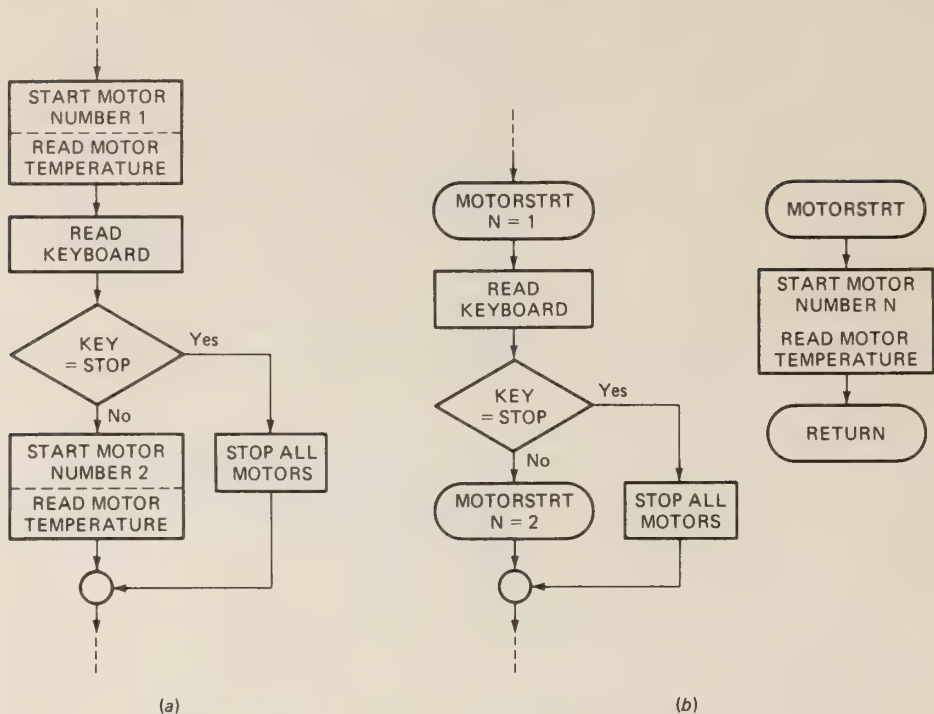 START MOTOR
NUMBER 1
READ MOTOR
TEMPERATURE
READ
KEYBOARD
KEY
= STOP
Yes
No
START MOTOR
NUMBER 2
READ MOTOR
TEMPERATURE
STOP ALL
MOTORS
(a)
MOTORSTRT
N = 1
READ
KEYBOARD
KEY
= STOP
Yes
No
MOTORSTRT
N = 2
STOP ALL
MOTORS
MOTORSTRT
START MOTOR
NUMBER N
READ MOTOR
TEMPERATURE
RETURN
(b)